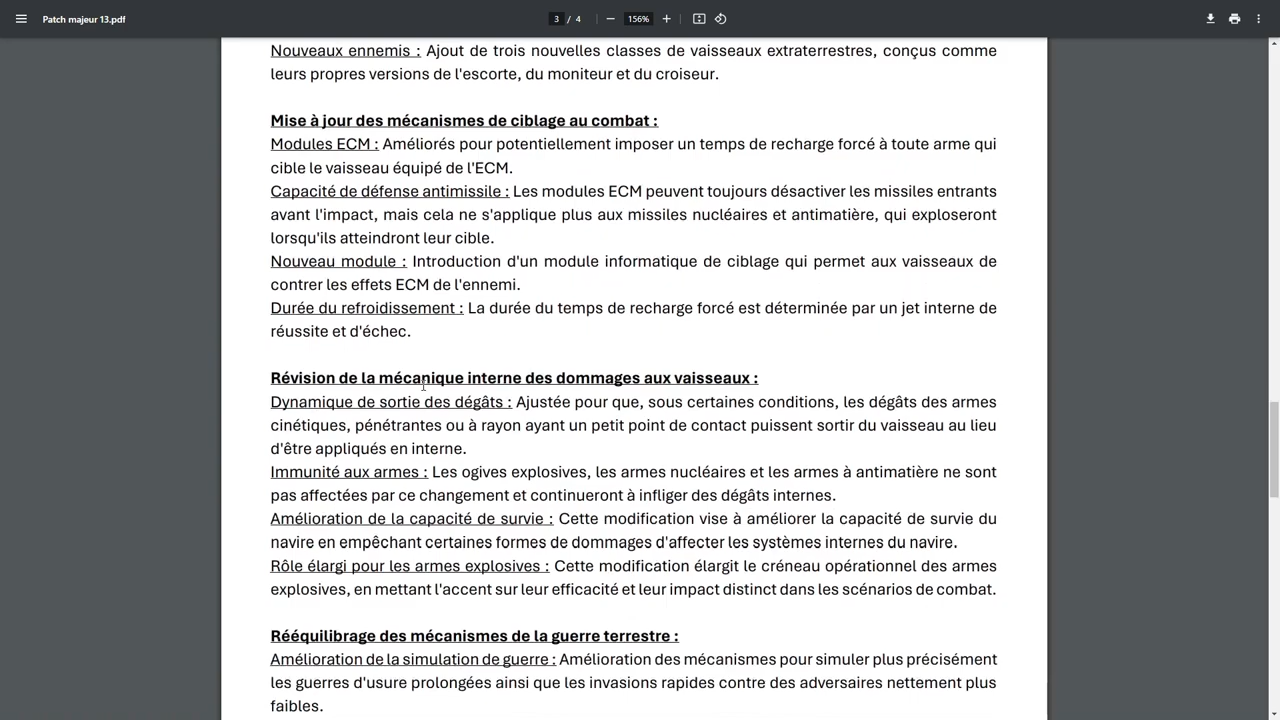 Patch majeur 13.pdf
3 / 4
156%
Nouveaux ennemis : Ajout de trois nouvelles classes de vaisseaux extraterrestres, conçus comme
leurs propres versions de l'escorte, du moniteur et du croiseur.
Mise à jour des mécanismes de ciblage au combat :
Modules ECM : Améliorés pour potentiellement imposer un temps de recharge forcé à toute arme qui
cible le vaisseau équipé de l'ECM.
Capacité de défense antimissile : Les modules ECM peuvent toujours désactiver les missiles entrants
avant l'impact, mais cela ne s'applique plus aux missiles nucléaires et antimatière, qui exploseront
lorsqu'ils atteindront leur cible.
Nouveau module : Introduction d'un module informatique de ciblage qui permet aux vaisseaux de
contrer les effets ECM de l'ennemi.
Durée du refroidissement : La durée du temps de recharge forcé est déterminée par un jet interne de
réussite et d'échec.
Révision de la mécanique interne des dommages aux vaisseaux :
Dynamique de sortie des dégâts : Ajustée pour que, sous certaines conditions, les dégâts des armes
cinétiques, pénétrantes ou à rayon ayant un petit point de contact puissent sortir du vaisseau au lieu
d'être appliqués en interne.
Immunité aux armes : Les ogives explosives, les armes nucléaires et les armes à antimatière ne sont
pas affectées par ce changement et continueront à infliger des dégâts internes.
Amélioration de la capacité de survie : Cette modification vise à améliorer la capacité de survie du
navire en empêchant certaines formes de dommages d'affecter les systèmes internes du navire.
Rôle élargi pour les armes explosives : Cette modification élargit le créneau opérationnel des armes
explosives, en mettant l'accent sur leur efficacité et leur impact distinct dans les scénarios de combat.
Rééquilibrage des mécanismes de la guerre terrestre :
Amélioration de la simulation de guerre : Amélioration des mécanismes pour simuler plus précisément
les guerres d'usure prolongées ainsi que les invasions rapides contre des adversaires nettement plus
faibles.